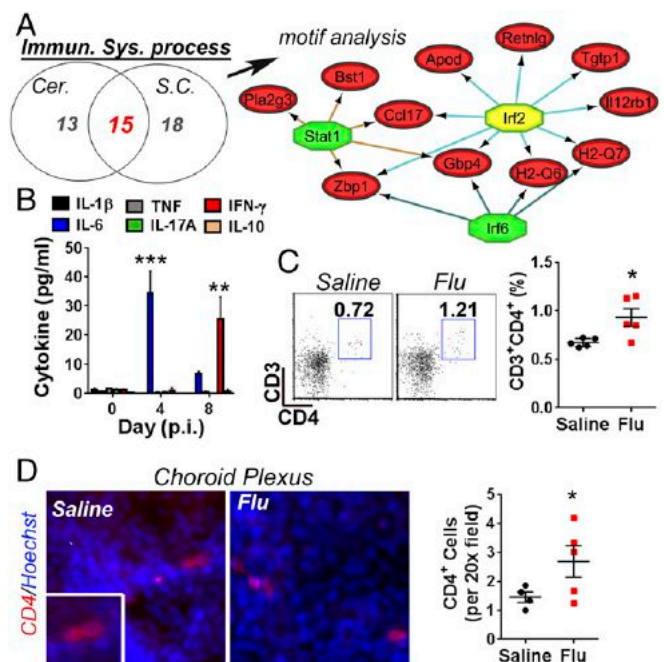 A
Immun. Sys. process
Cer.
S.C.
13
15
18
motif analysis
Retnlg
Apod
Tgtp1
Bst1
Pla2g3
Ccl17
Irf2
Il12rb1
Stat1
Gbp4
H2-Q6
H2-Q7
Zbp1
Irf6
B
IL-1β
TNF
IFN-γ
IL-6
IL-17A
IL-10
Cytokine (pg/ml)
60
50
40
30
20
10
0
***
**
0
4
8
Day (p.i.)
C
Saline
Flu
0.72
1.21
CD3
CD4
CD3+CD4+ (%)
1.5
1.0
0.5
0.0
*
Saline
Flu
D
Choroid Plexus
CD4/Hoechst
Saline
Flu
CD4+ Cells
(per 20x field)
5
4
3
2
1
0
*
Saline
Flu